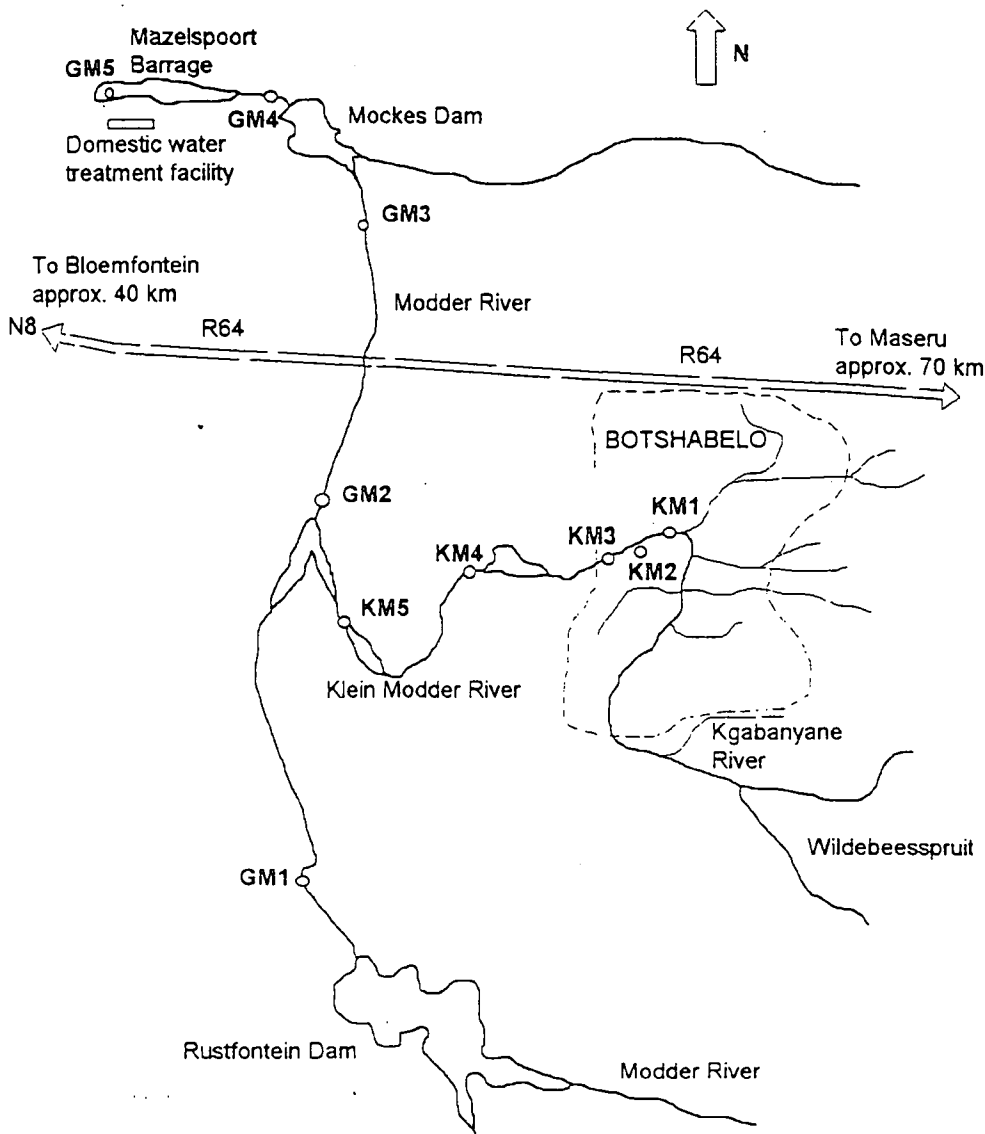 Mazelspoort
Barrage
GM5
N
GM4
Mockes Dam
Domestic water
treatment facility
GM3
To Bloemfontein
approx. 40 km
Modder River
N8
R64
R64
To Maseru
approx. 70 km
BOTSHABELO
GM2
KM1
KM3
KM4
KM2
KM5
Klein Modder River
Kgabanyane
River
Wildebeesspruit
GM1
Rustfontein Dam
Modder River